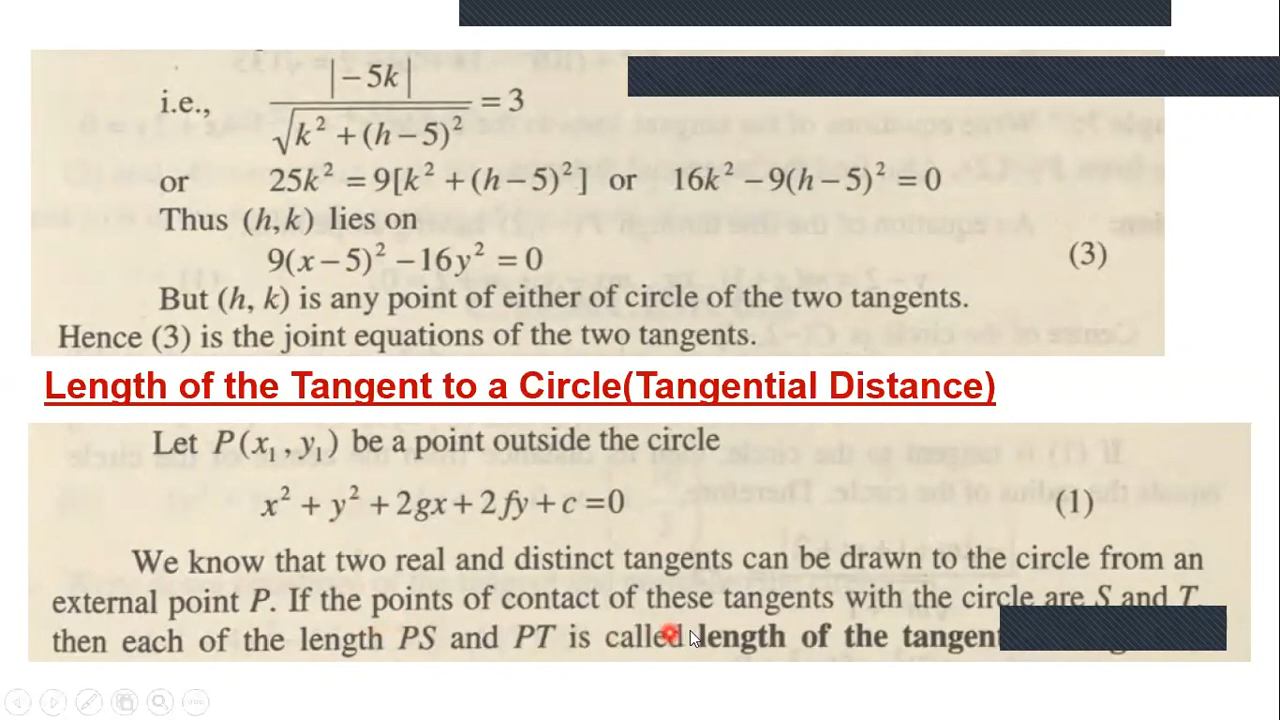 i.e., |−5k| / √k² + (h−5)² = 3
or 25k² = 9[k² + (h−5)²] or 16k² − 9(h−5)² = 0
Thus (h,k) lies on
9(x−5)² − 16y² = 0 (3)
But (h, k) is any point of either of circle of the two tangents.
Hence (3) is the joint equations of the two tangents.
Length of the Tangent to a Circle(Tangential Distance)
Let P(x₁, y₁) be a point outside the circle
x² + y² + 2gx + 2fy + c = 0 (1)
We know that two real and distinct tangents can be drawn to the circle from an
external point P. If the points of contact of these tangents with the circle are S and T,
then each of the length PS and PT is called length of the tangent